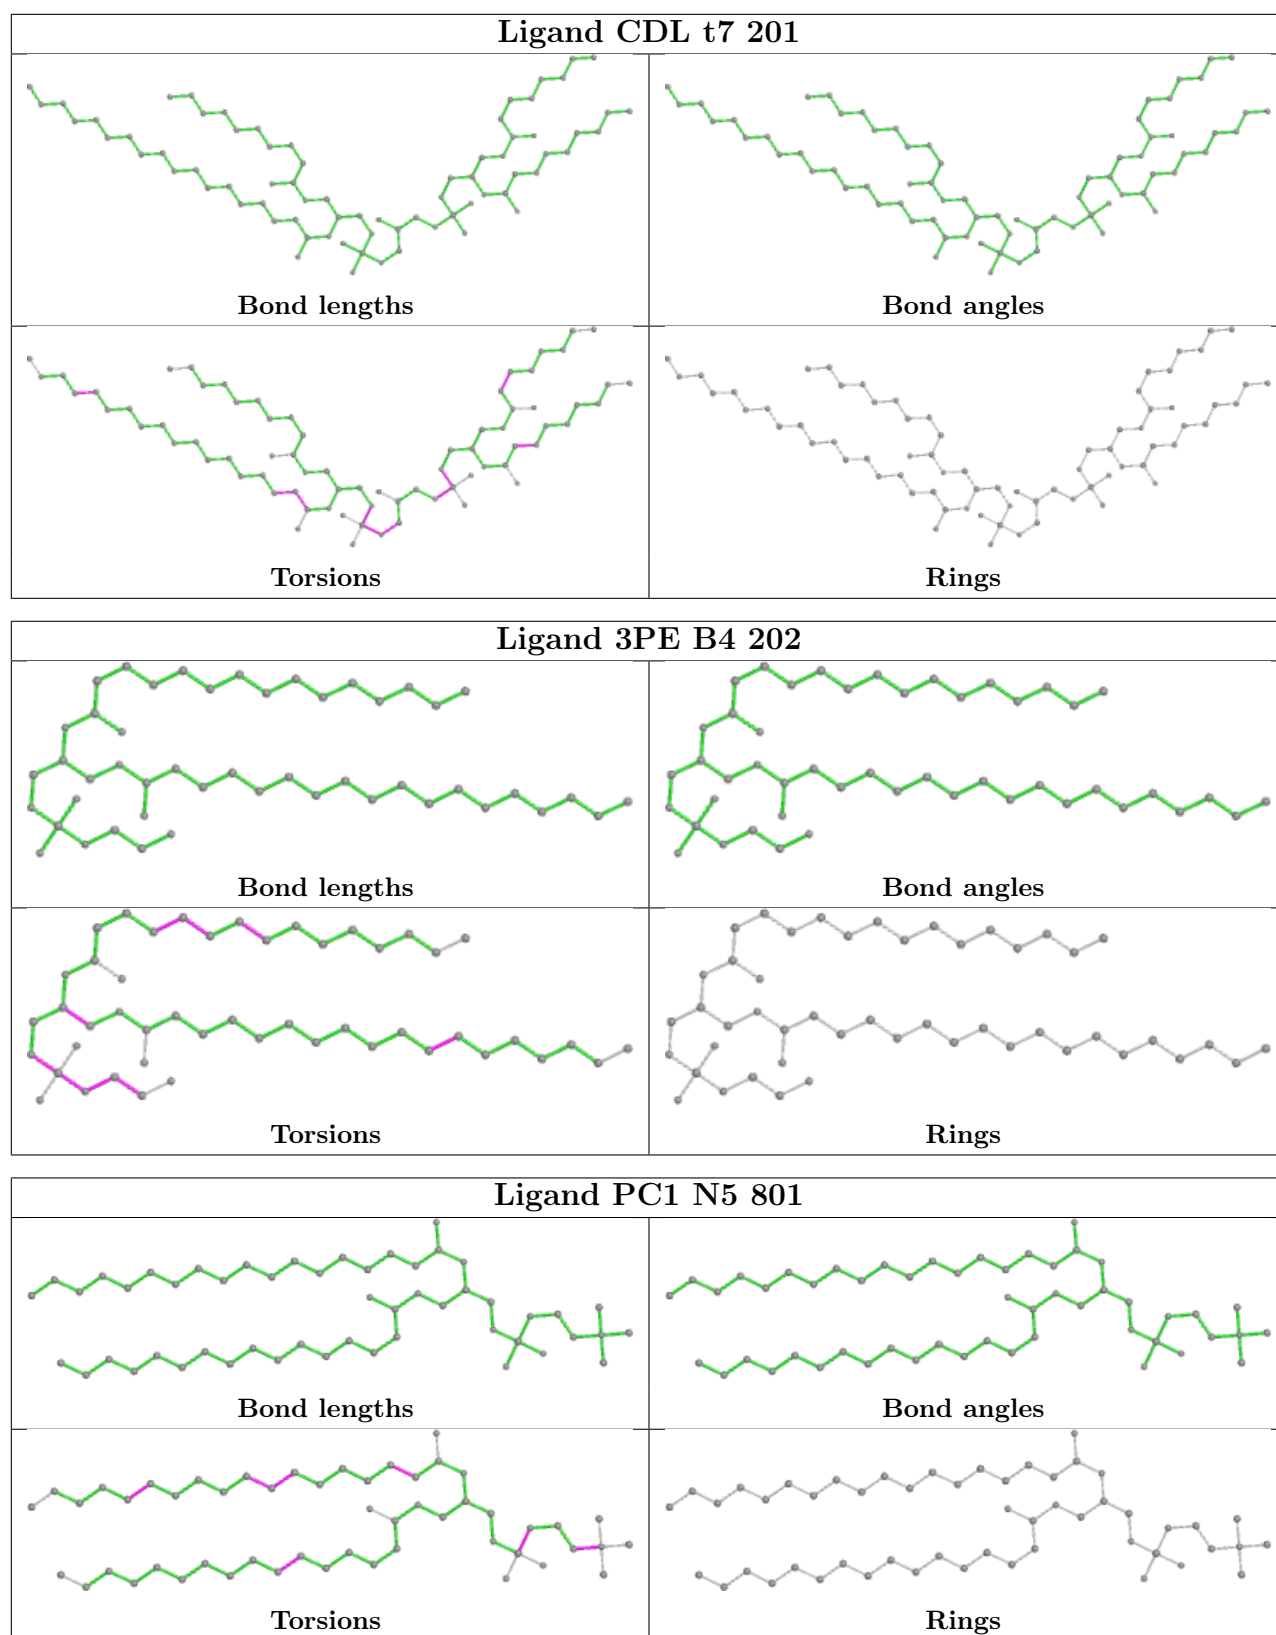 Ligand CDL t7 201
Bond lengths
Bond angles
Torsions
Rings
Ligand 3PE B4 202
Bond lengths
Bond angles
Torsions
Rings
Ligand PC1 N5 801
Bond lengths
Bond angles
Torsions
Rings